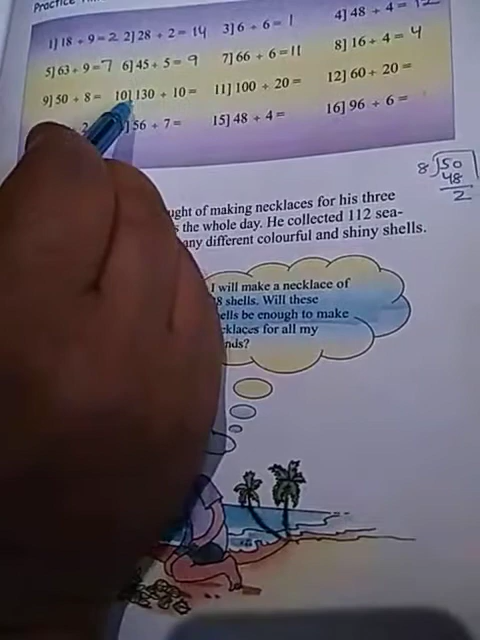 Practice
1] 18 ÷ 9 = 2 2] 28 ÷ 2 = 14 3] 6 ÷ 6 = 1 4] 48 ÷ 4 = 12
5] 63 ÷ 9 = 7 6] 45 ÷ 5 = 9 7] 66 ÷ 6 = 11 8] 16 ÷ 4 = 4
9] 50 ÷ 8 = 10] 130 ÷ 10 = 11] 100 ÷ 20 = 12] 60 ÷ 20 =
] 56 ÷ 7 = 15] 48 ÷ 4 = 16] 96 ÷ 6 =
8 50
48
2
ught of making necklaces for his three
s the whole day. He collected 112 sea-
any different colourful and shiny shells.
I will make a necklace of
8 shells. Will these
ells be enough to make
cklaces for all my
nds?